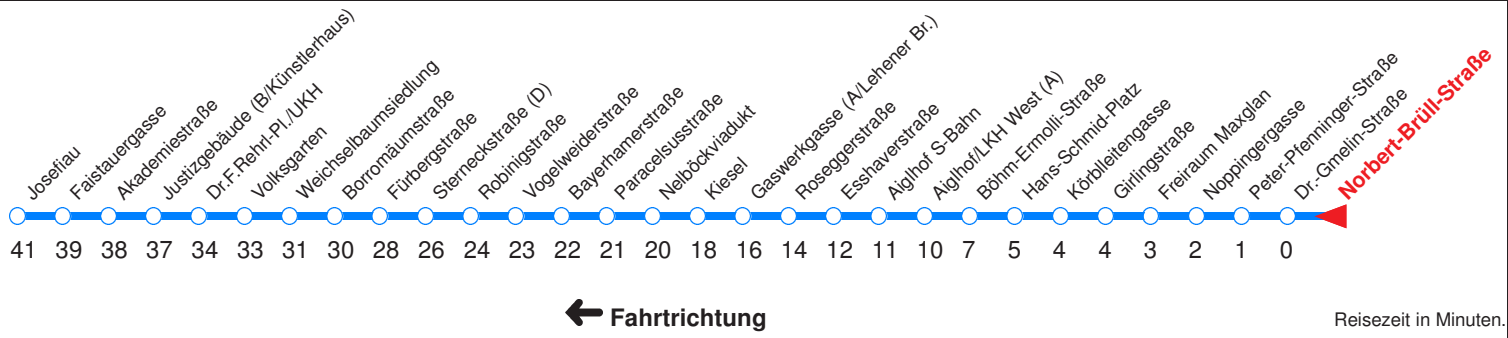 Josefiau
Faistauergasse
Akademiestraße
Justizgebäude (B/Künstlerhaus)
Dr.F.Rehrl-Pl./UKH
Volksgarten
Weichselbaumsiedlung
Borromäumstraße
Fürbergstraße
Sterneckstraße (D)
Robinigstraße
Vogelweiderstraße
Bayerhamerstraße
Paracelsusstraße
Nelböckviadukt
Kiesel
Gaswerkgasse (A/Lehener Br.)
Roseggerstraße
Esshaverstraße
Aiglhof S-Bahn
Aiglhof/LKH West (A)
Böhm-Ermolli-Straße
Hans-Schmid-Platz
Körblleitengasse
Girlingstraße
Freiraum Maxglan
Noppingergasse
Peter-Pfenninger-Straße
Dr.-Gmelin-Straße
Norbert-Brüll-Straße
41 39 38 37 34 33 31 30 28 26 24 23 22 21 20 18 16 14 12 11 10 7 5 4 4 3 2 1 0
Fahrtrichtung
Reisezeit in Minuten.